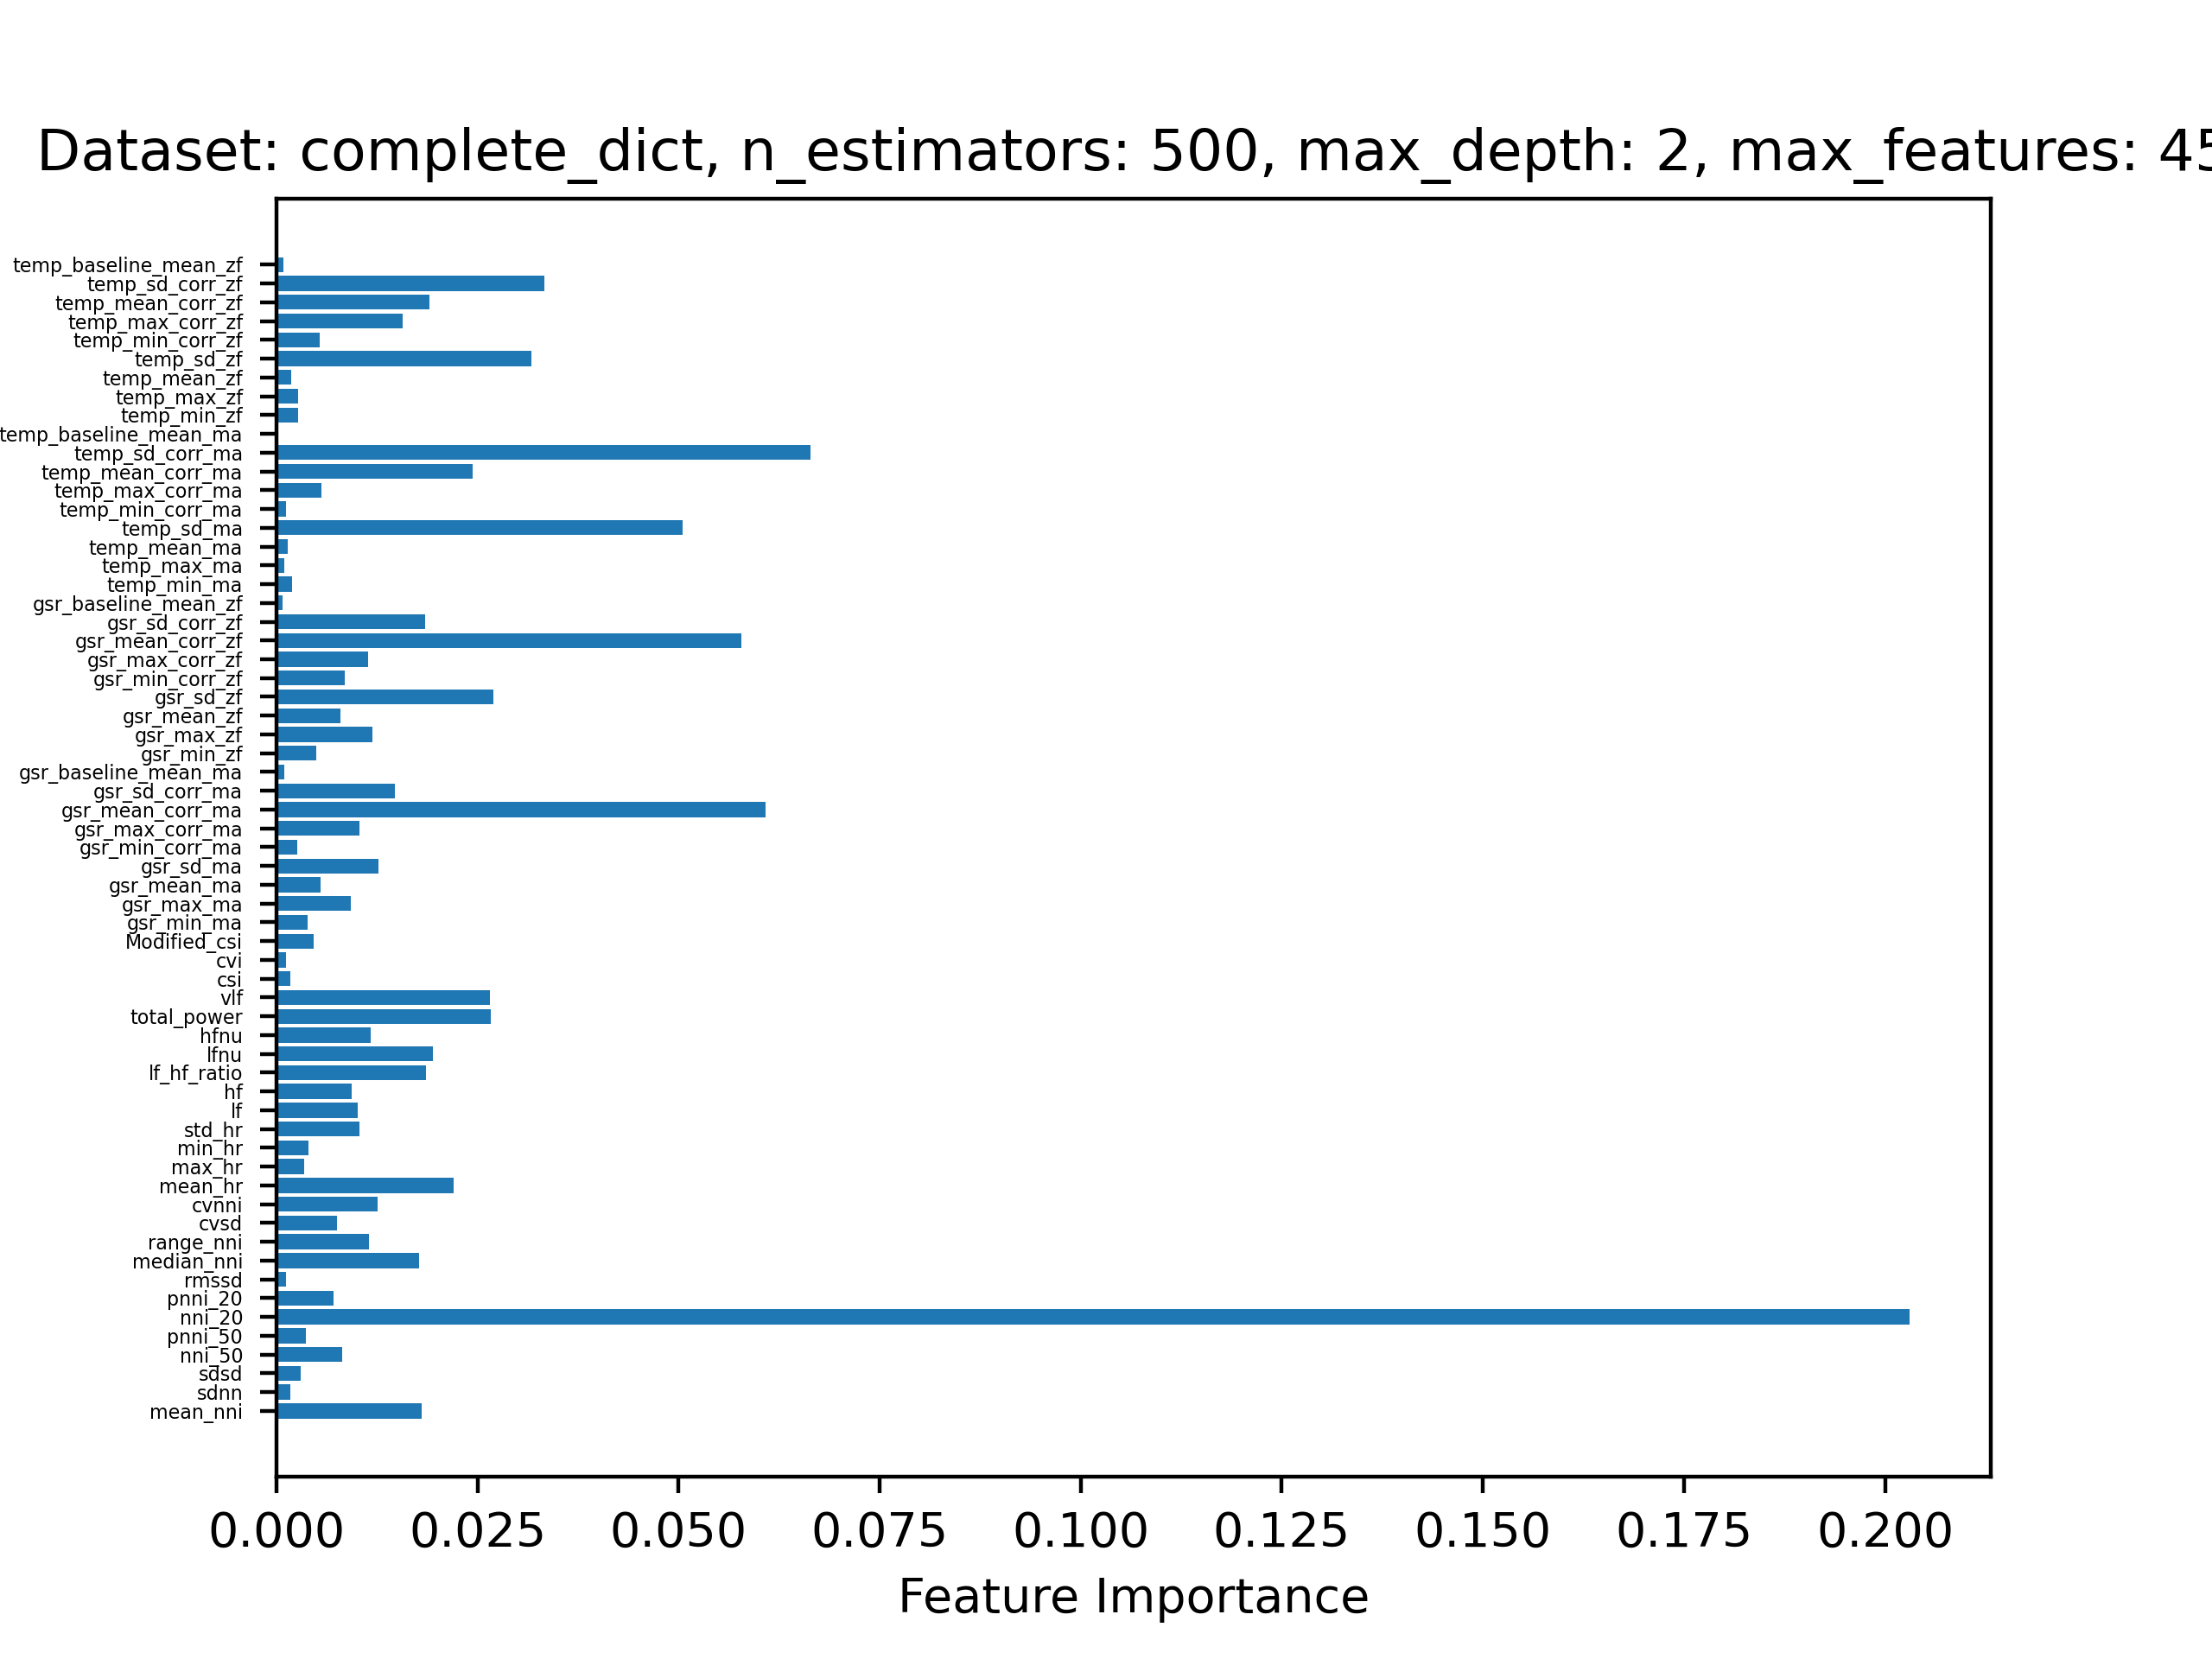 Dataset: complete_dict, n_estimators: 500, max_depth: 2, max_features: 45
temp_baseline_mean_zf
temp_sd_corr_zf
temp_mean_corr_zf
temp_max_corr_zf
temp_min_corr_zf
temp_sd_zf
temp_mean_zf
temp_max_zf
temp_min_zf
temp_baseline_mean_ma
temp_sd_corr_ma
temp_mean_corr_ma
temp_max_corr_ma
temp_min_corr_ma
temp_sd_ma
temp_mean_ma
temp_max_ma
temp_min_ma
gsr_baseline_mean_zf
gsr_sd_corr_zf
gsr_mean_corr_zf
gsr_max_corr_zf
gsr_min_corr_zf
gsr_sd_zf
gsr_mean_zf
gsr_max_zf
gsr_min_zf
gsr_baseline_mean_ma
gsr_sd_corr_ma
gsr_mean_corr_ma
gsr_max_corr_ma
gsr_min_corr_ma
gsr_sd_ma
gsr_mean_ma
gsr_max_ma
gsr_min_ma
Modified_csi
cvi
csi
vlf
total_power
hfnu
lfnu
lf_hf_ratio
hf
lf
std_hr
min_hr
max_hr
mean_hr
cvnni
cvsd
range_nni
median_nni
rmssd
pnni_20
nni_20
pnni_50
nni_50
sdsd
sdnn
mean_nni
0.000 0.025 0.050 0.075 0.100 0.125 0.150 0.175 0.200
Feature Importance